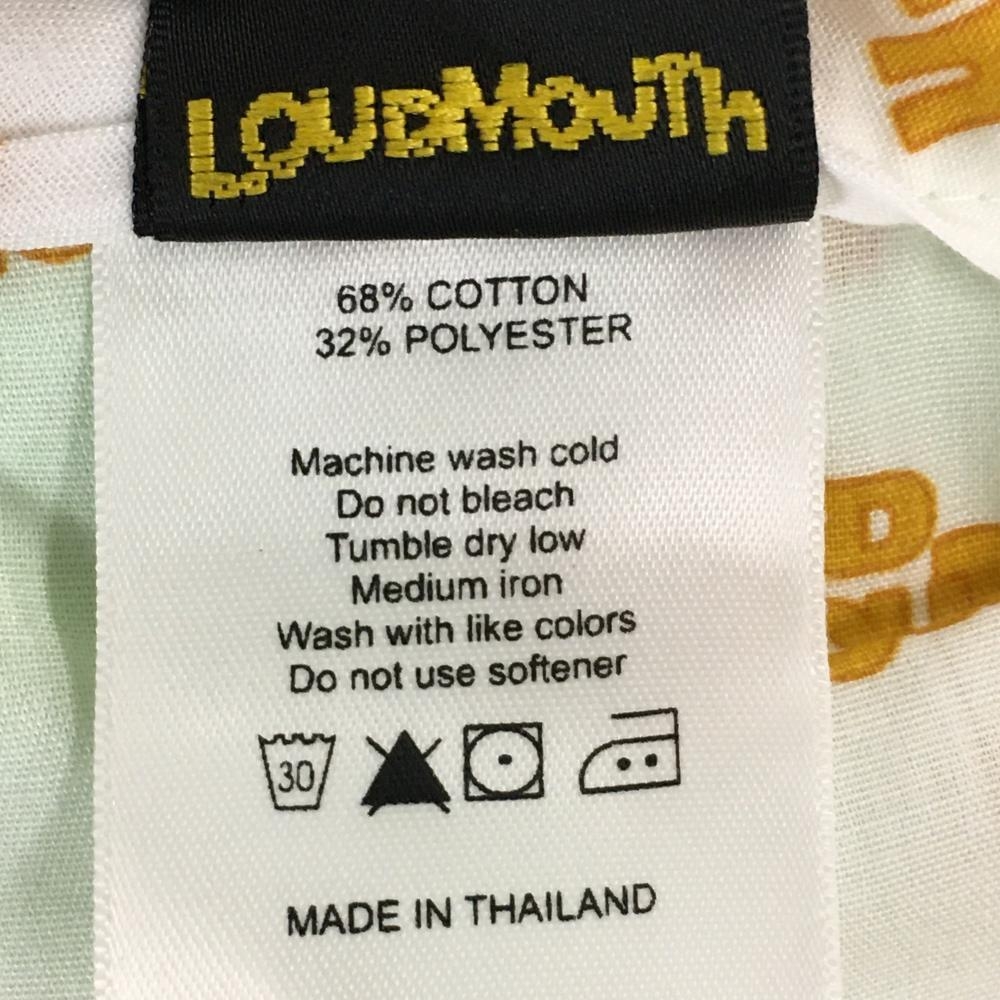 LOUDMOUTH
68% COTTON
32% POLYESTER
Machine wash cold
Do not bleach
Tumble dry low
Medium iron
Wash with like colors
Do not use softener
30
MADE IN THAILAND